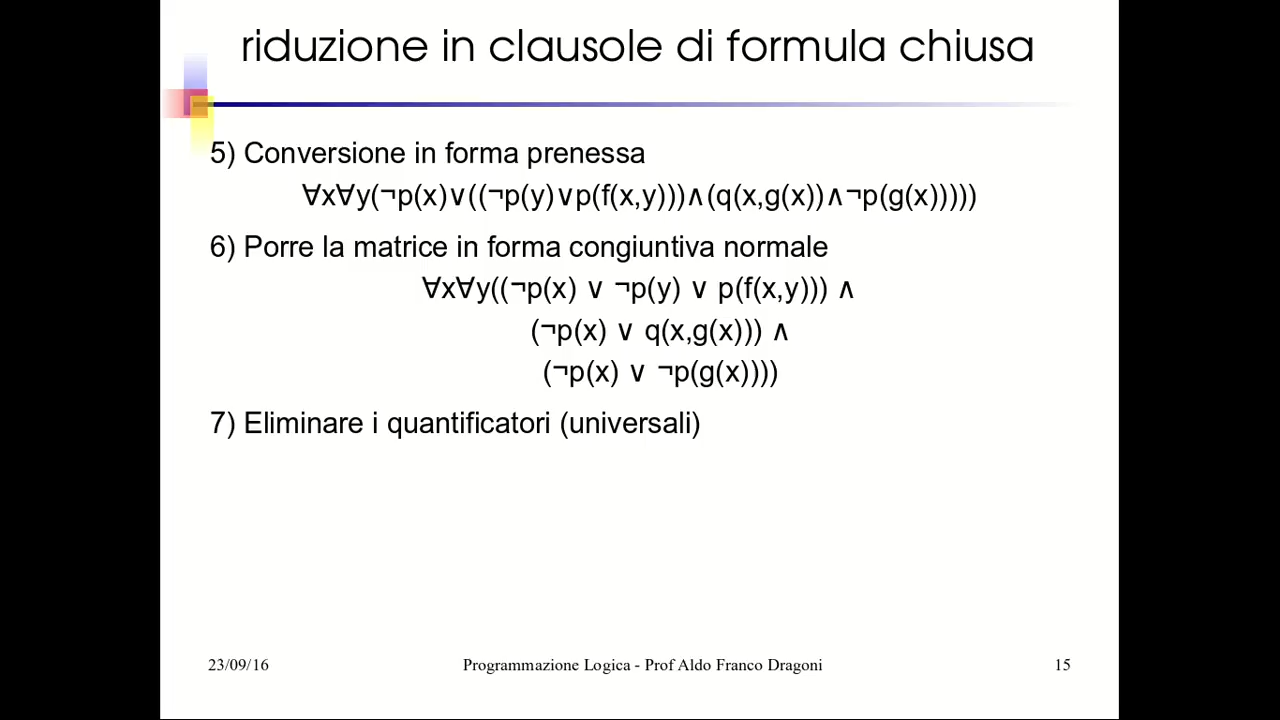 riduzione in clausole di formula chiusa
5) Conversione in forma prenessa
∀x∀y(¬p(x)∨((¬p(y)∨p(f(x,y)))∧(q(x,g(x))∧¬p(g(x)))))
6) Porre la matrice in forma congiuntiva normale
∀x∀y((¬p(x) ∨ ¬p(y) ∨ p(f(x,y))) ∧
(¬p(x) ∨ q(x,g(x))) ∧
(¬p(x) ∨ ¬p(g(x))))
7) Eliminare i quantificatori (universali)
23/09/16 Programmazione Logica - Prof Aldo Franco Dragoni 15